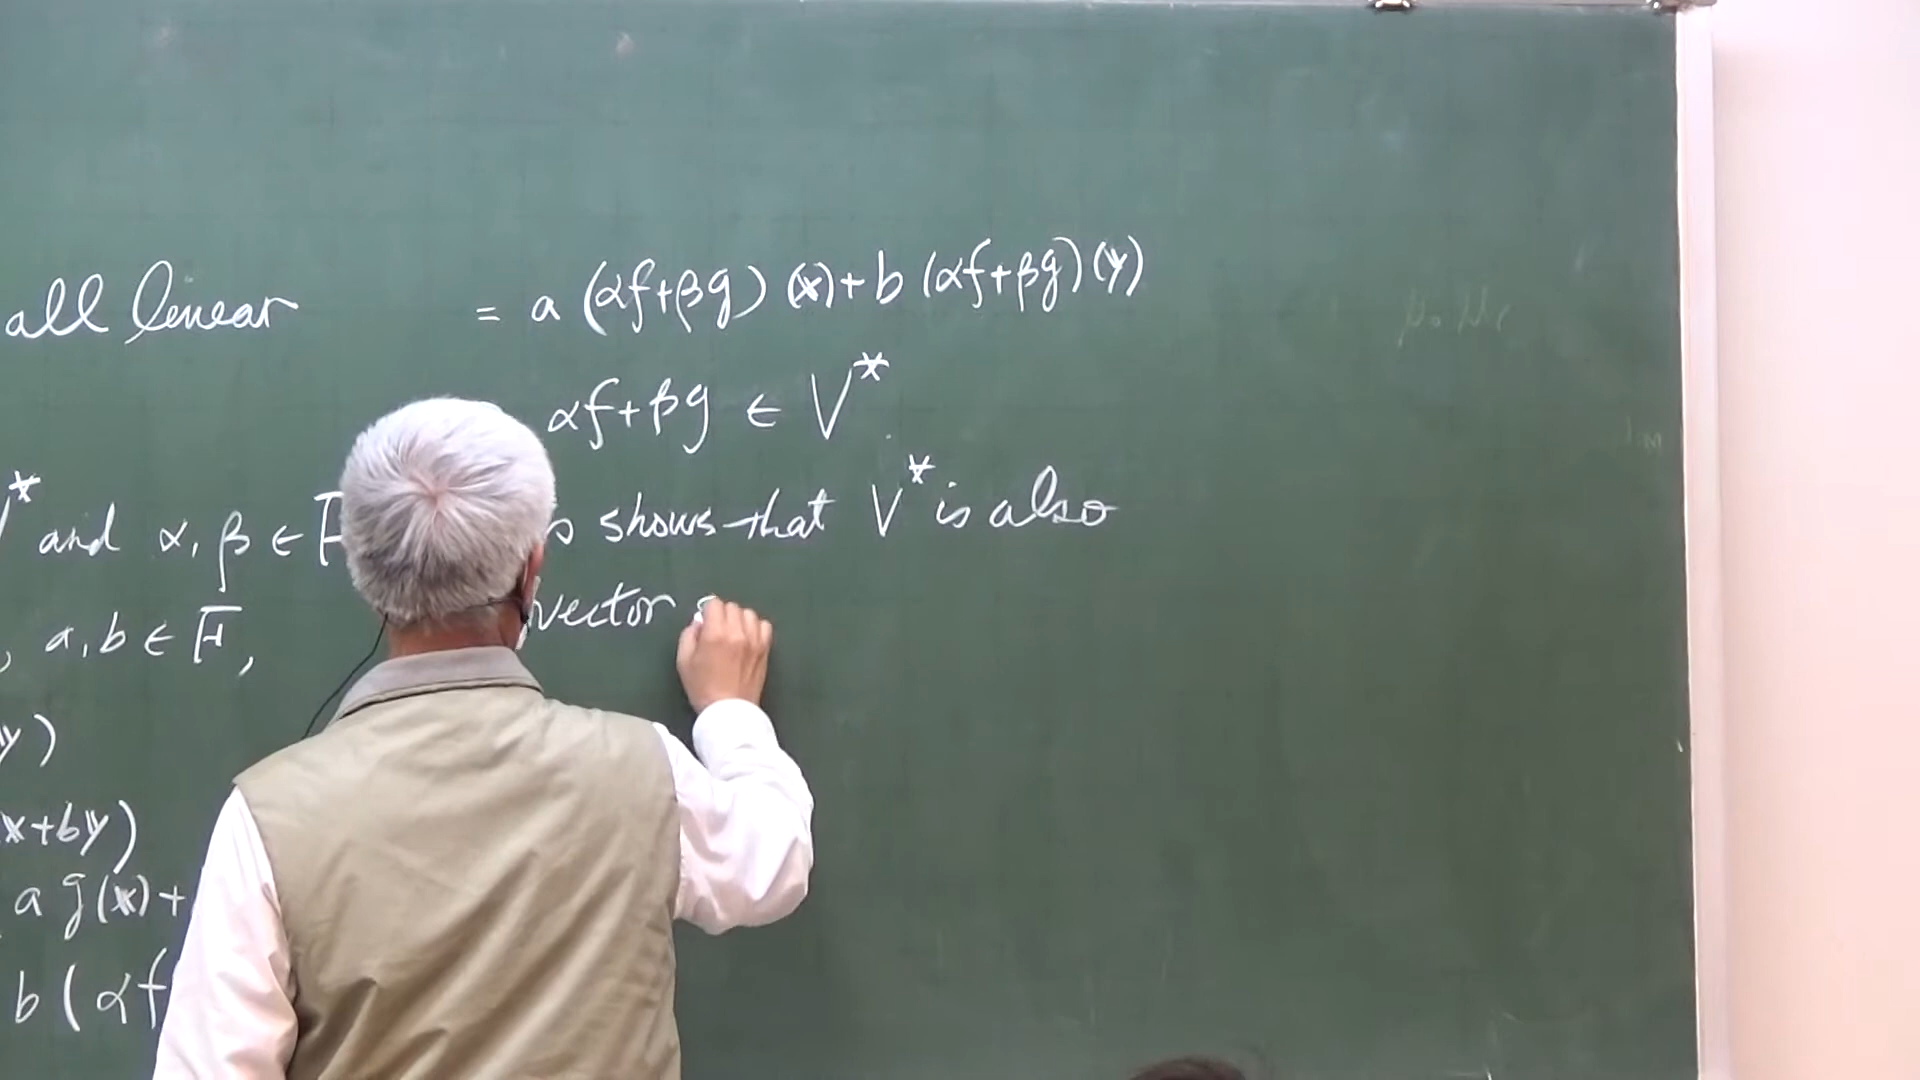 all linear
* and α, β ∈ F
, a, b ∈ F,
y)
x+by)
a g(x)+
b(αf
= a (αf+βg)(x)+b(αf+βg)(y)
αf+βg ∈ V*
shows that V* is also
vector